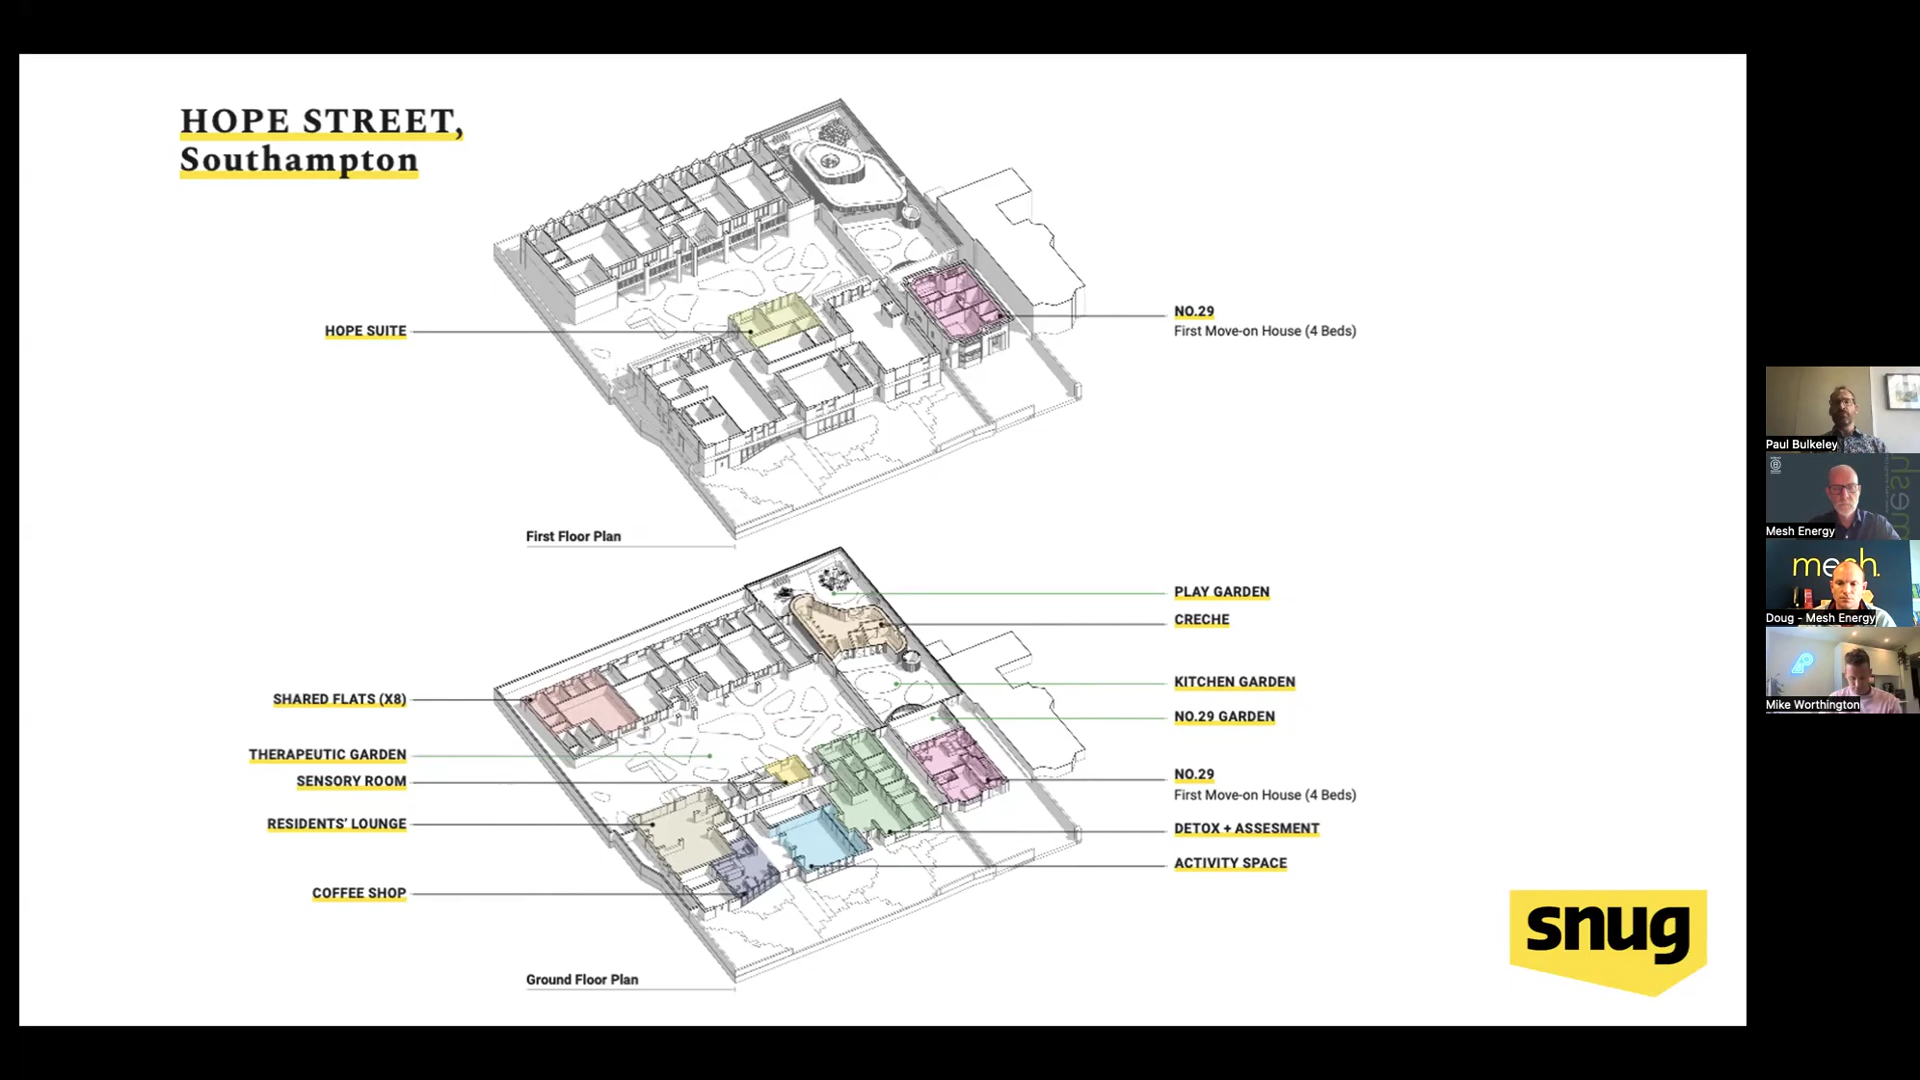 HOPE STREET,
Southampton
HOPE SUITE
NO.29
First Move-on House (4 Beds)
First Floor Plan
PLAY GARDEN
CRECHE
KITCHEN GARDEN
NO.29 GARDEN
NO.29
First Move-on House (4 Beds)
DETOX + ASSESMENT
ACTIVITY SPACE
SHARED FLATS (X8)
THERAPEUTIC GARDEN
SENSORY ROOM
RESIDENTS' LOUNGE
COFFEE SHOP
Ground Floor Plan
snug
Paul Bulkeley
mesh
Mesh Energy
mesh.
Doug - Mesh Energy
Mike Worthington